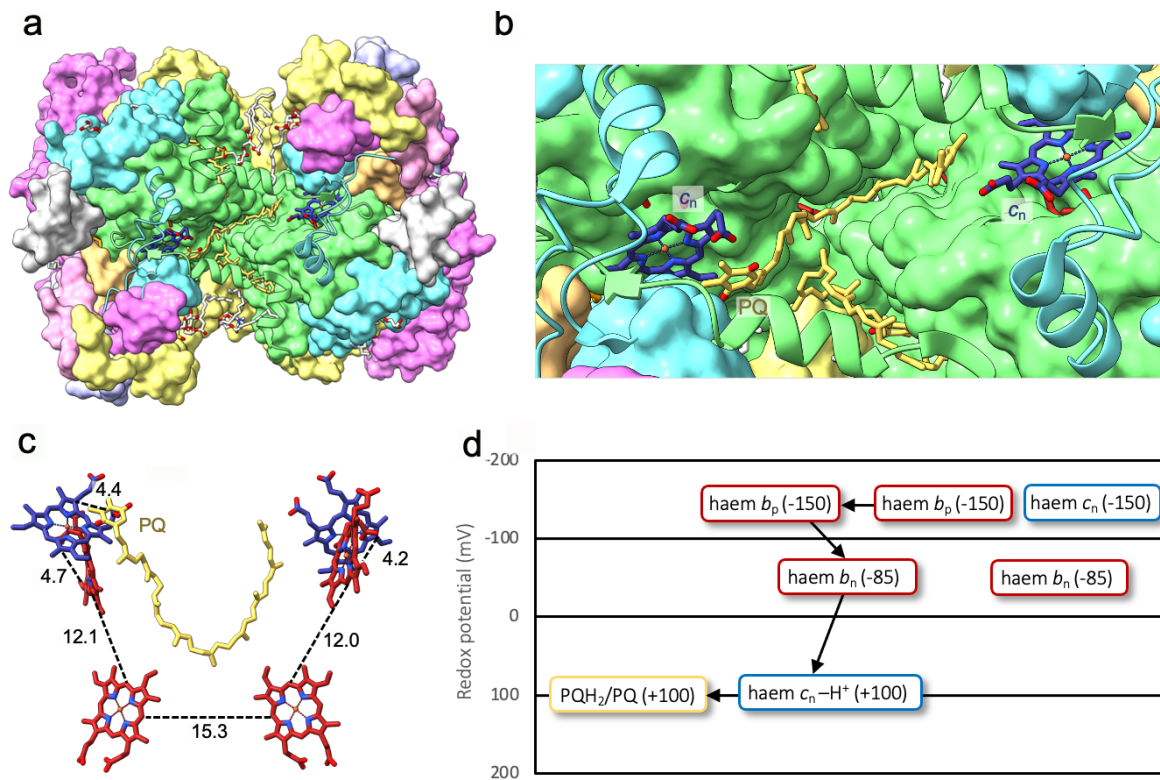 a
b
cn
cn
PQ
c
4.4
PQ
4.7
4.2
12.1
12.0
15.3
d
Redox potential (mV)
-200
-100
0
100
200
haem bp (-150)
haem bp (-150)
haem cn (-150)
haem bn (-85)
haem bn (-85)
PQH2/PQ (+100)
haem cn–H+ (+100)